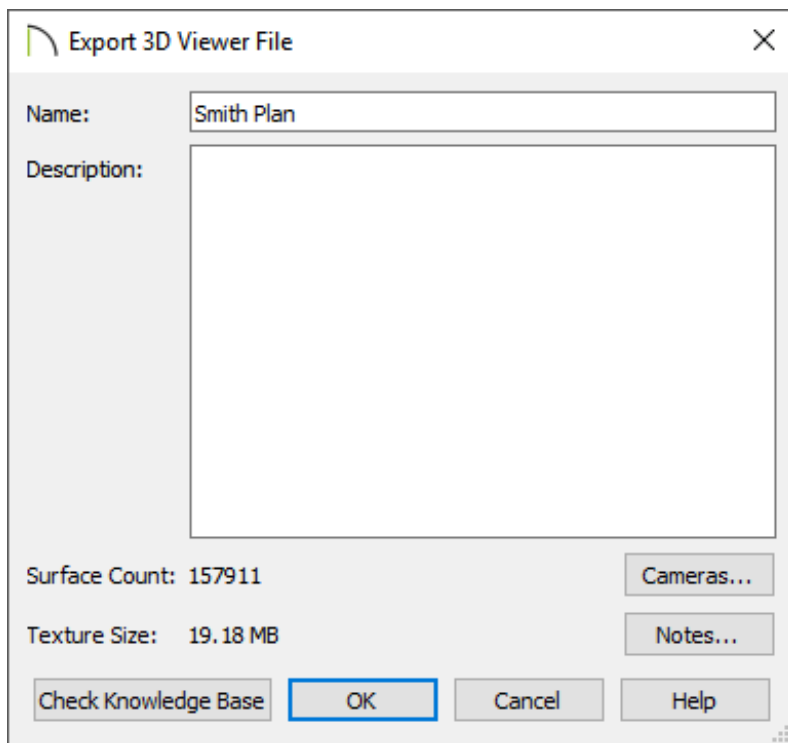 Export 3D Viewer File
Name: Smith Plan
Description:
Surface Count: 157911 Cameras...
Texture Size: 19.18 MB Notes...
Check Knowledge Base OK Cancel Help